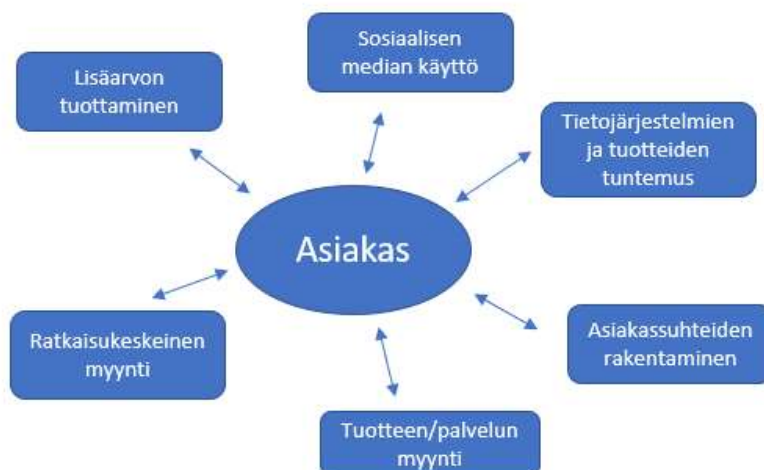 Sosiaalisen
median käyttö
Lisäarvon
tuottaminen
Tietojärjestelmien
ja tuotteiden
tuntemus
Asiakas
Ratkaisukeskeinen
myynti
Asiakassuhteiden
rakentaminen
Tuotteen/palvelun
myynti